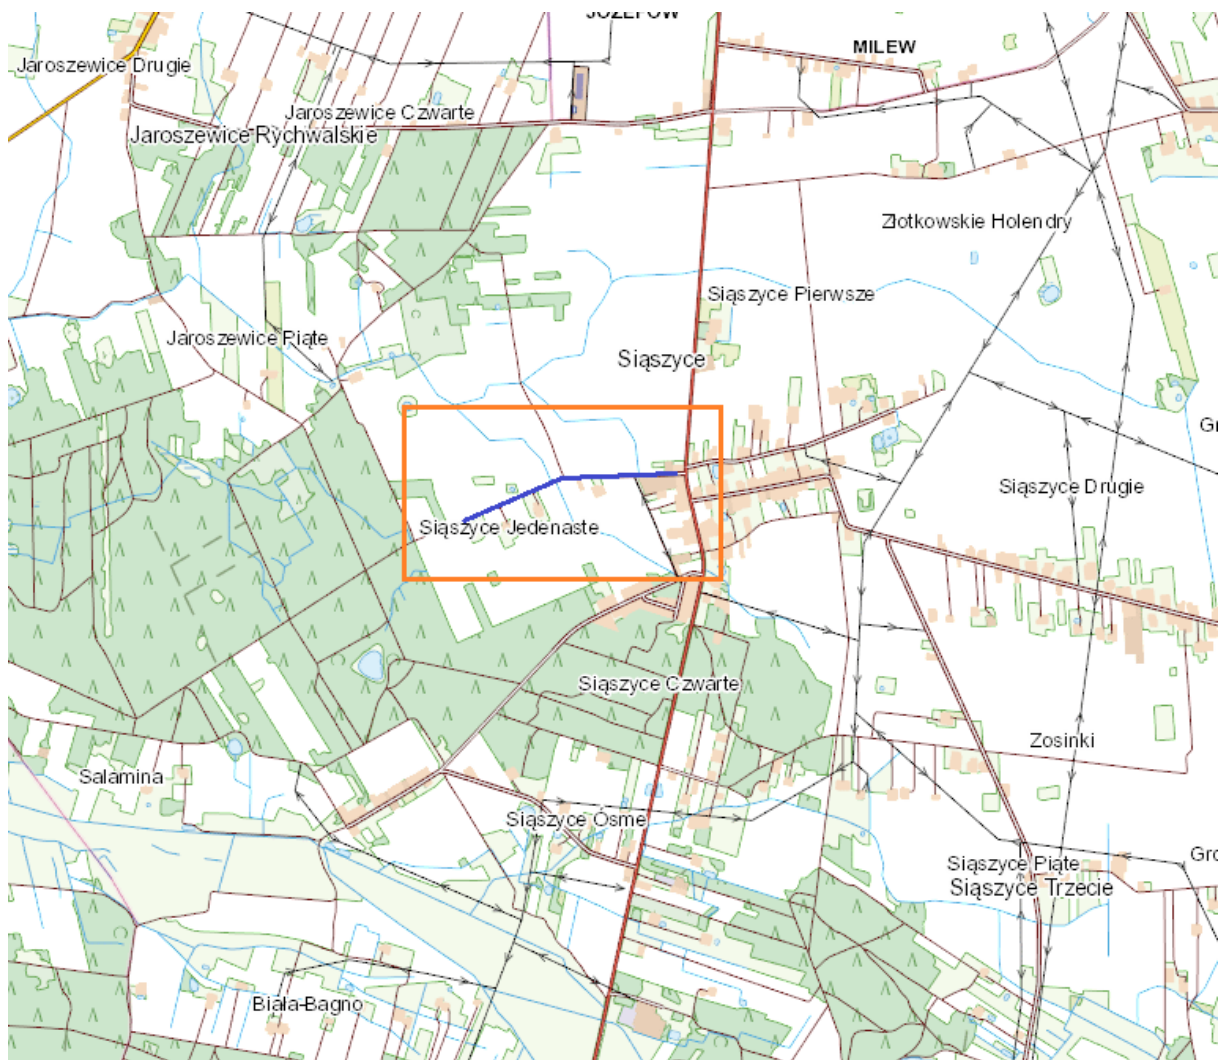 JÓZEFÓW
MILEW
Jaroszewice Drugie
Jaroszewice Czwarte
Jaroszewice Rychwalskie
Złotkowskie Holendry
Siąszyce Pierwsze
Jaroszewice Piąte
Siąszyce
Siąszyce Drugie
Siąszyce Jedenaste
Siąszyce Czwarte
Zosinki
Salamina
Siąszyce Ósme
Siąszyce Piąte
Siąszyce Trzecie
Biała-Bagno